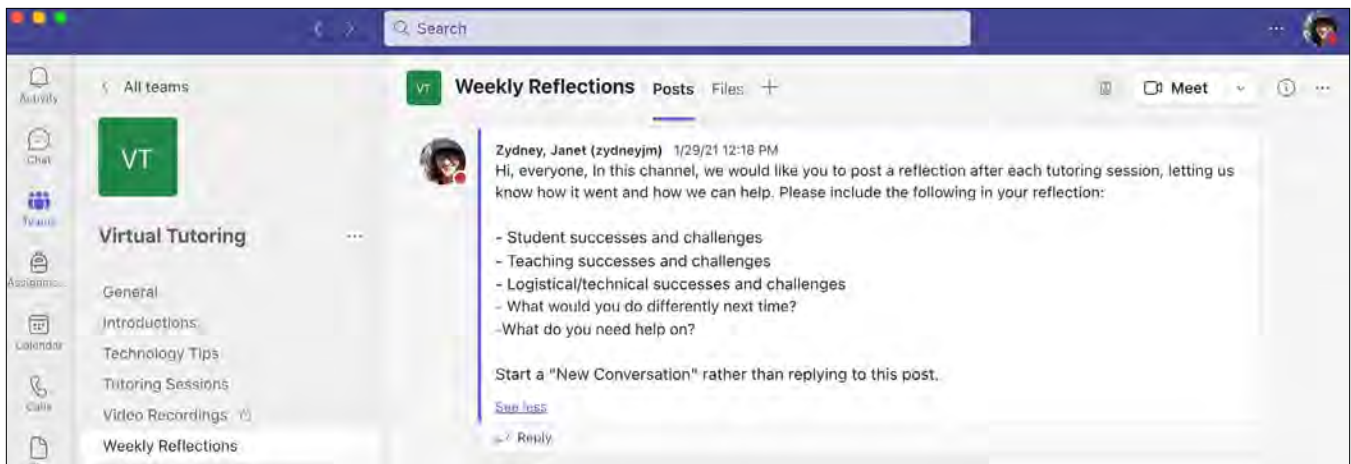 Search
Activity
All teams
VT
Weekly Reflections Posts Files +
Meet
Chat
VT
Zydney, Janet (zydneyjm) 1/29/21 12:18 PM
Hi, everyone, In this channel, we would like you to post a reflection after each tutoring session, letting us
know how it went and how we can help. Please include the following in your reflection:
Teams
- Student successes and challenges
- Teaching successes and challenges
- Logistical/technical successes and challenges
- What would you do differently next time?
-What do you need help on?
Virtual Tutoring
General
Introductions
Calendar
Technology Tips
Tutoring Sessions
Start a "New Conversation" rather than replying to this post.
Calls
Video Recordings
See less
Weekly Reflections
Reply